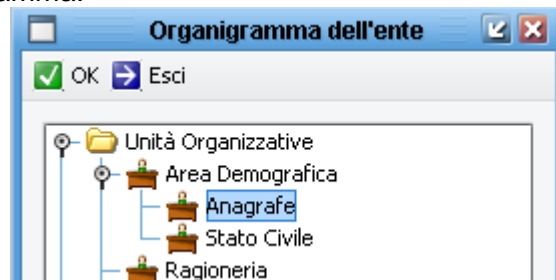 Organigramma dell'ente
OK Esci
Unità Organizzative
Area Demografica
Anagrafe
Stato Civile
Ragioneria